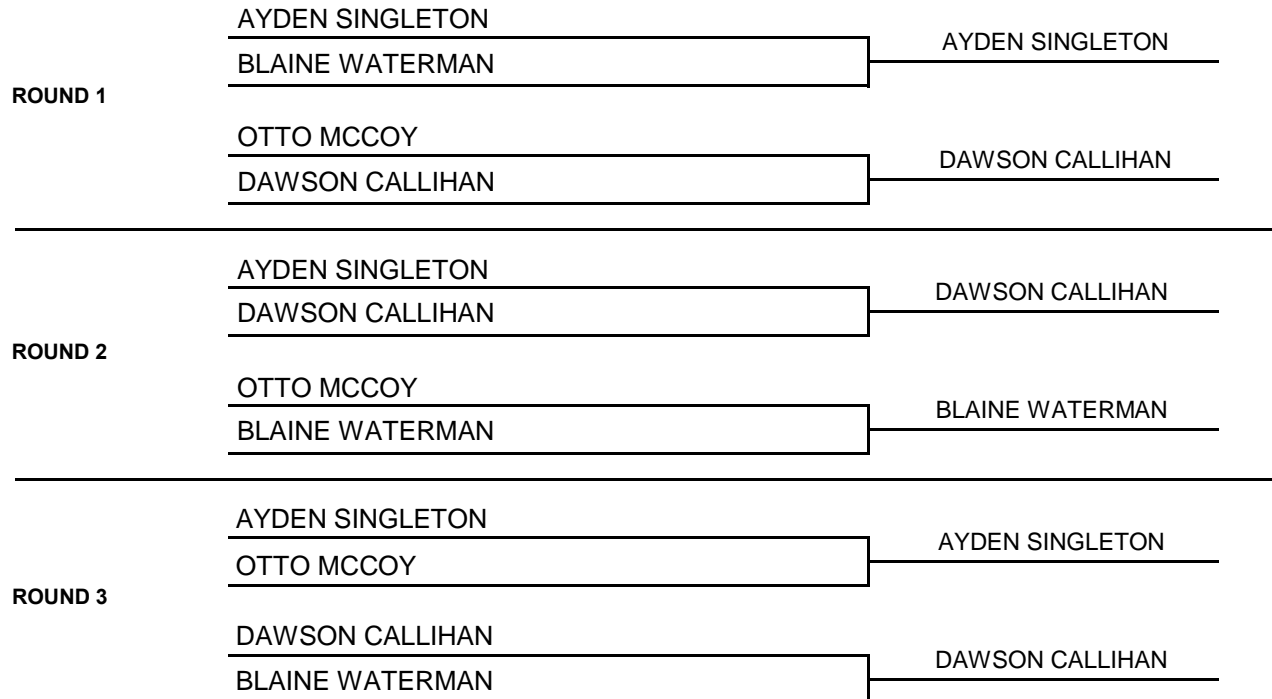 AYDEN SINGLETON
BLAINE WATERMAN
AYDEN SINGLETON
ROUND 1
OTTO MCCOY
DAWSON CALLIHAN
DAWSON CALLIHAN
AYDEN SINGLETON
DAWSON CALLIHAN
DAWSON CALLIHAN
ROUND 2
OTTO MCCOY
BLAINE WATERMAN
BLAINE WATERMAN
AYDEN SINGLETON
OTTO MCCOY
AYDEN SINGLETON
ROUND 3
DAWSON CALLIHAN
BLAINE WATERMAN
DAWSON CALLIHAN